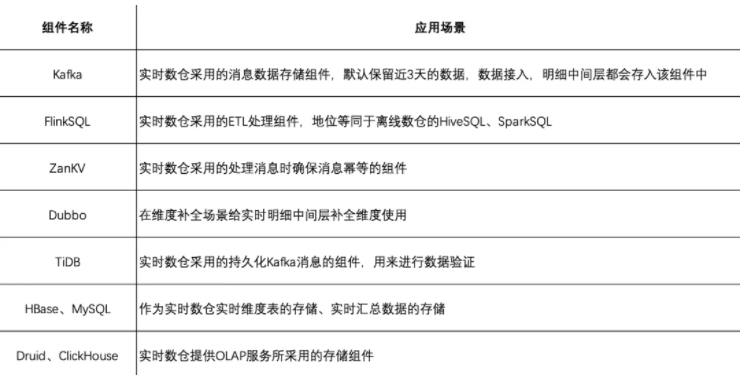 组件名称 应用场景
Kafka 实时数仓采用的消息数据存储组件，默认保留近3天的数据，数据接入，明细中间层都会存入该组件中
FlinkSQL 实时数仓采用的ETL处理组件，地位等同于离线数仓的HiveSQL、SparkSQL
ZanKV 实时数仓采用的处理消息时确保消息幂等的组件
Dubbo 在维度补全场景给实时明细中间层补全维度使用
TiDB 实时数仓采用的持久化Kafka消息的组件，用来进行数据验证
HBase、MySQL 作为实时数仓实时维度表的存储、实时汇总数据的存储
Druid、ClickHouse 实时数仓提供OLAP服务所采用的存储组件